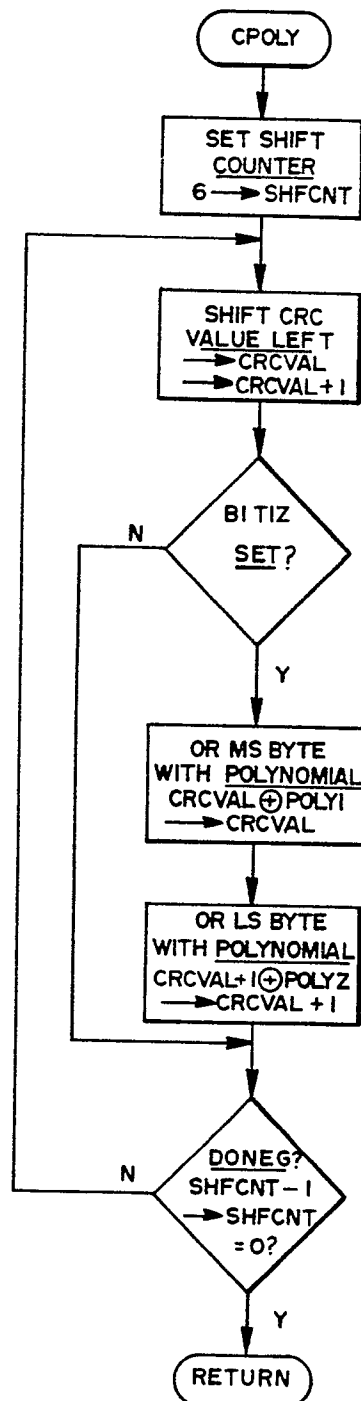 CPOLY
SET SHIFT
COUNTER
6 → SHFCNT
SHIFT CRC
VALUE LEFT
→ CRCVAL
→ CRCVAL+1
BITIZ
SET?
N
Y
OR MS BYTE
WITH POLYNOMIAL
CRCVAL⊕POLY1
→ CRCVAL
OR LS BYTE
WITH POLYNOMIAL
CRCVAL+1⊕POLYZ
→ CRCVAL+1
DONEG?
SHFCNT-1
→ SHFCNT
=0?
N
Y
RETURN